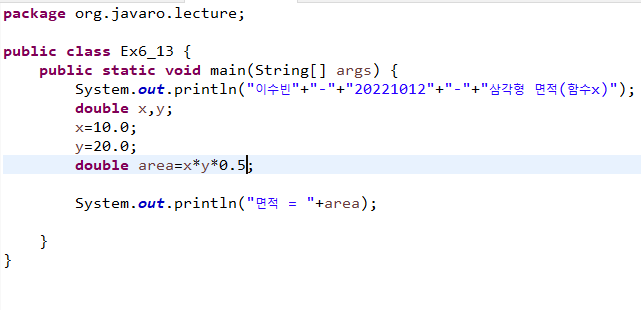 package org.javaro.lecture;
public class Ex6_13 {
public static void main(String[] args) {
System.out.println("이수빈"+"-"+"20221012"+"-"+"삼각형 면적(함수x)");
double x,y;
x=10.0;
y=20.0;
double area=x*y*0.5;
System.out.println("면적 = "+area);
}
}